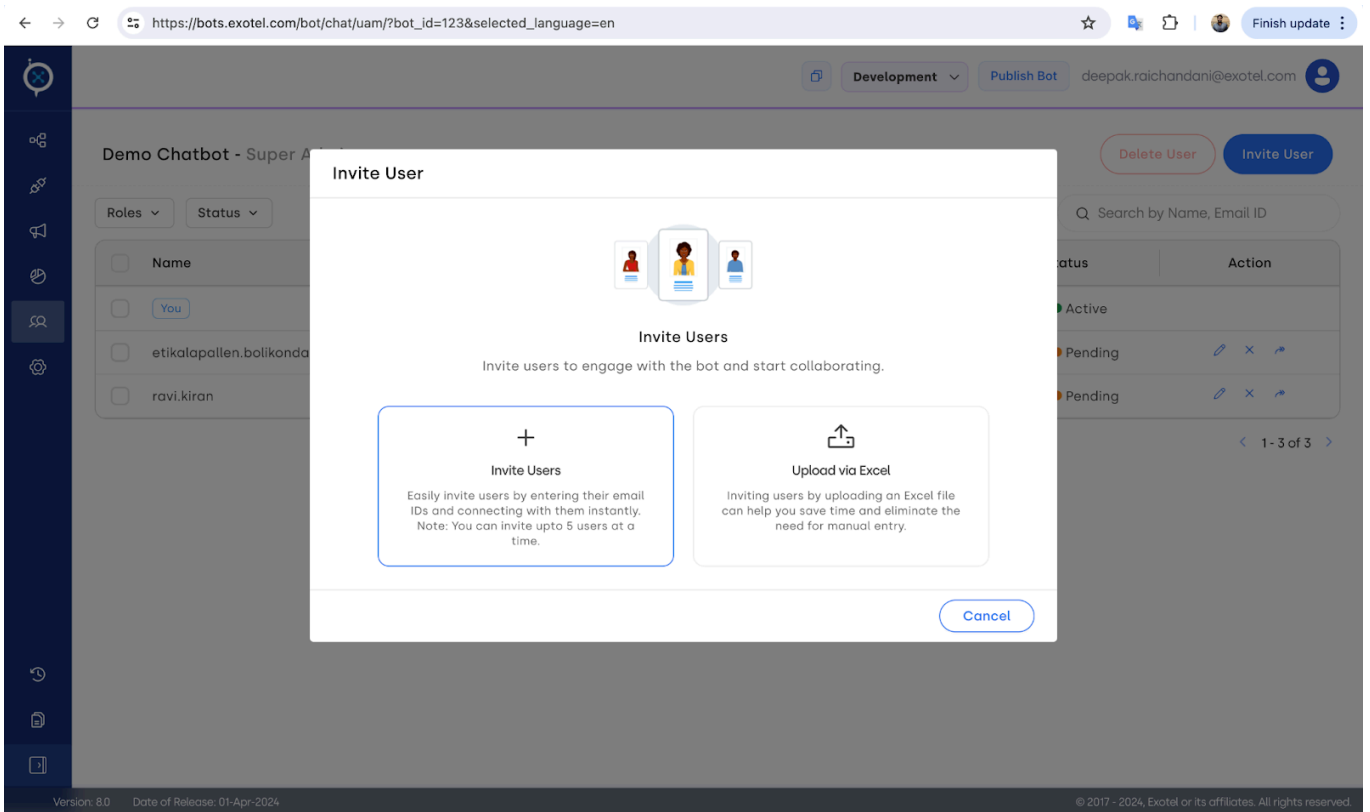 https://bots.exotel.com/bot/chat/uam/?bot_id=123&selected_language=en
Finish update
Development
Publish Bot
deepak.raichandani@exotel.com
Demo Chatbot - Super A
Delete User
Invite User
Invite User
Roles
Status
Search by Name, Email ID
Name
tatus
Action
You
Active
etikalapallen.bolikonda
Pending
ravi.kiran
Pending
1 - 3 of 3
Invite Users
Invite users to engage with the bot and start collaborating.
Invite Users
Easily invite users by entering their email
IDs and connecting with them instantly.
Note: You can invite upto 5 users at a
time.
Upload via Excel
Inviting users by uploading an Excel file
can help you save time and eliminate the
need for manual entry.
Cancel
Version: 8.0 Date of Release: 01-Apr-2024
© 2017 - 2024, Exotel or its affiliates. All rights reserved.